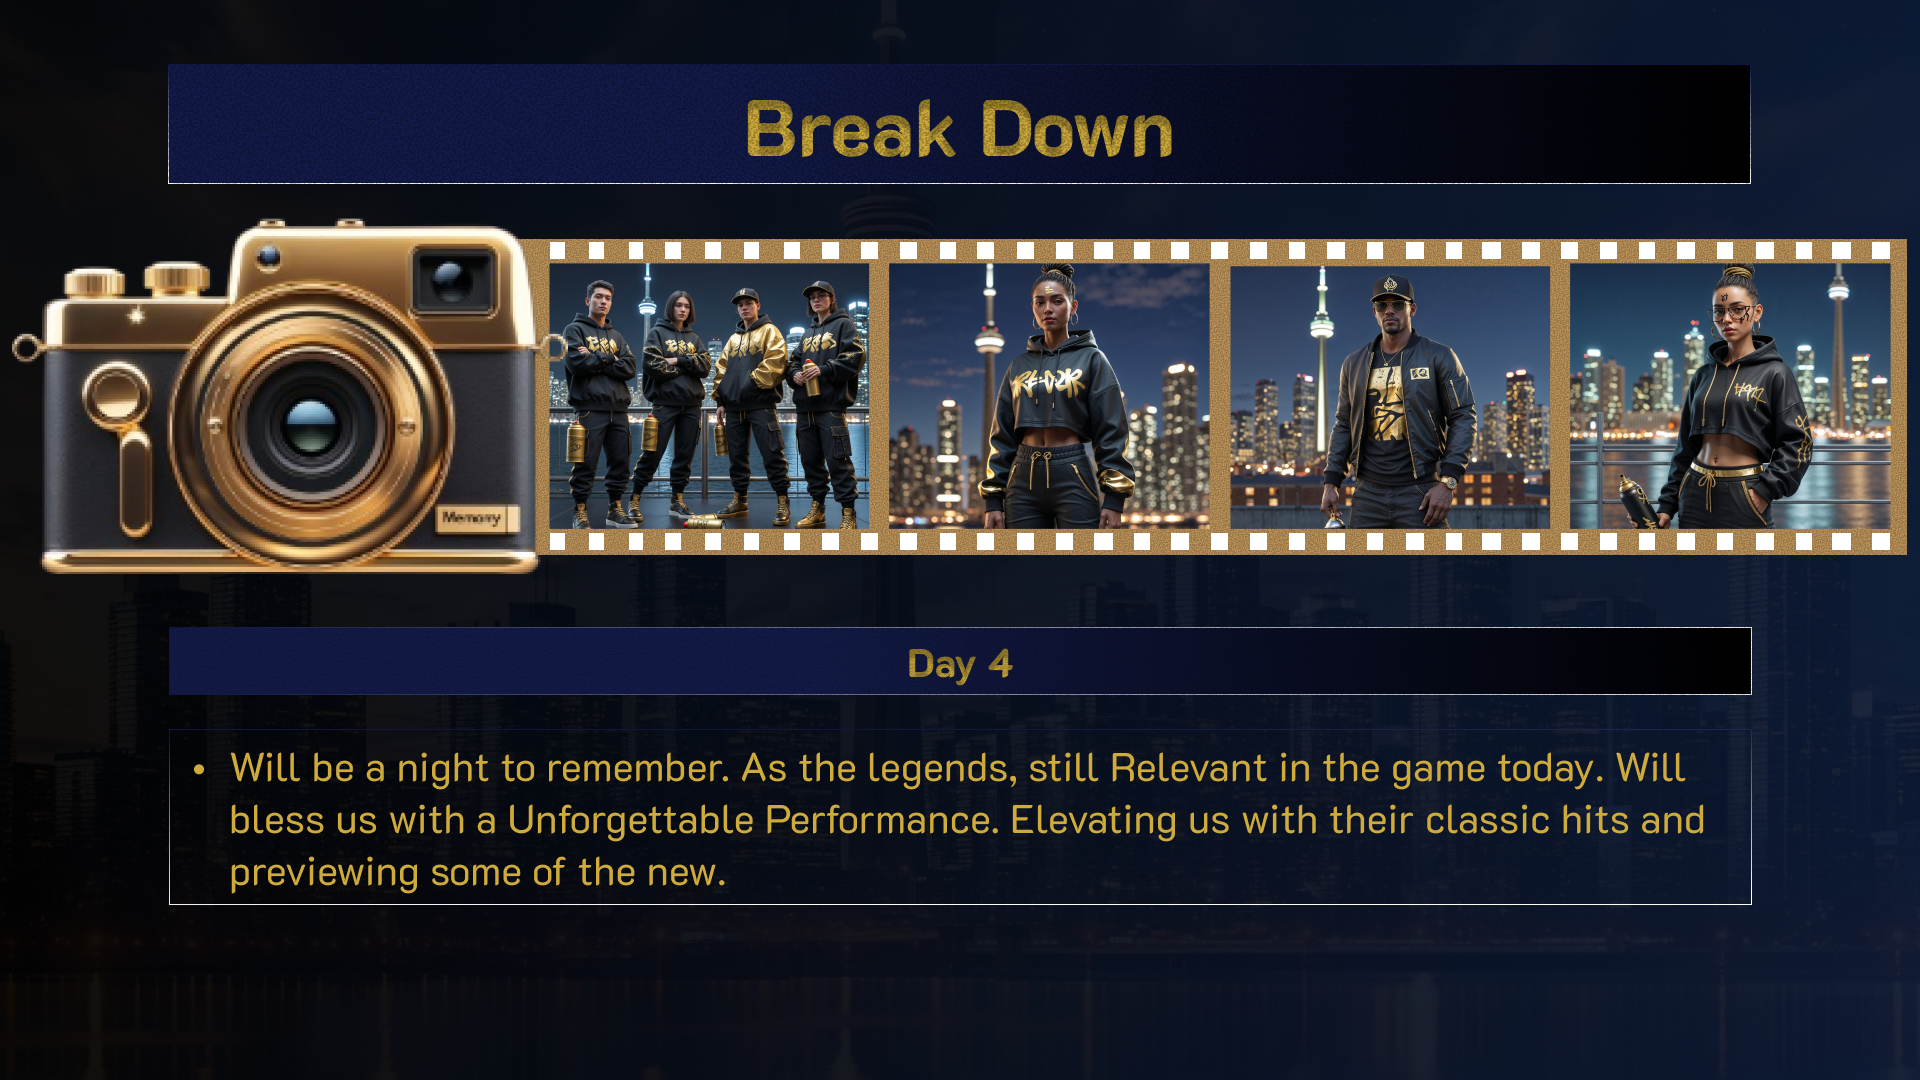 Break Down
Memory
Day 4
• Will be a night to remember. As the legends, still Relevant in the game today. Will
bless us with a Unforgettable Performance. Elevating us with their classic hits and
previewing some of the new.